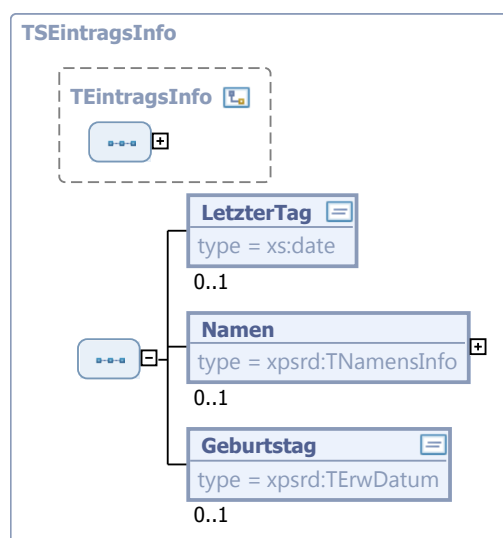 TSEintragsInfo
TEintragsInfo
LetzterTag
type = xs:date
0..1
Namen
type = xpsrd:TNamensInfo
0..1
Geburtstag
type = xpsrd:TErwDatum
0..1